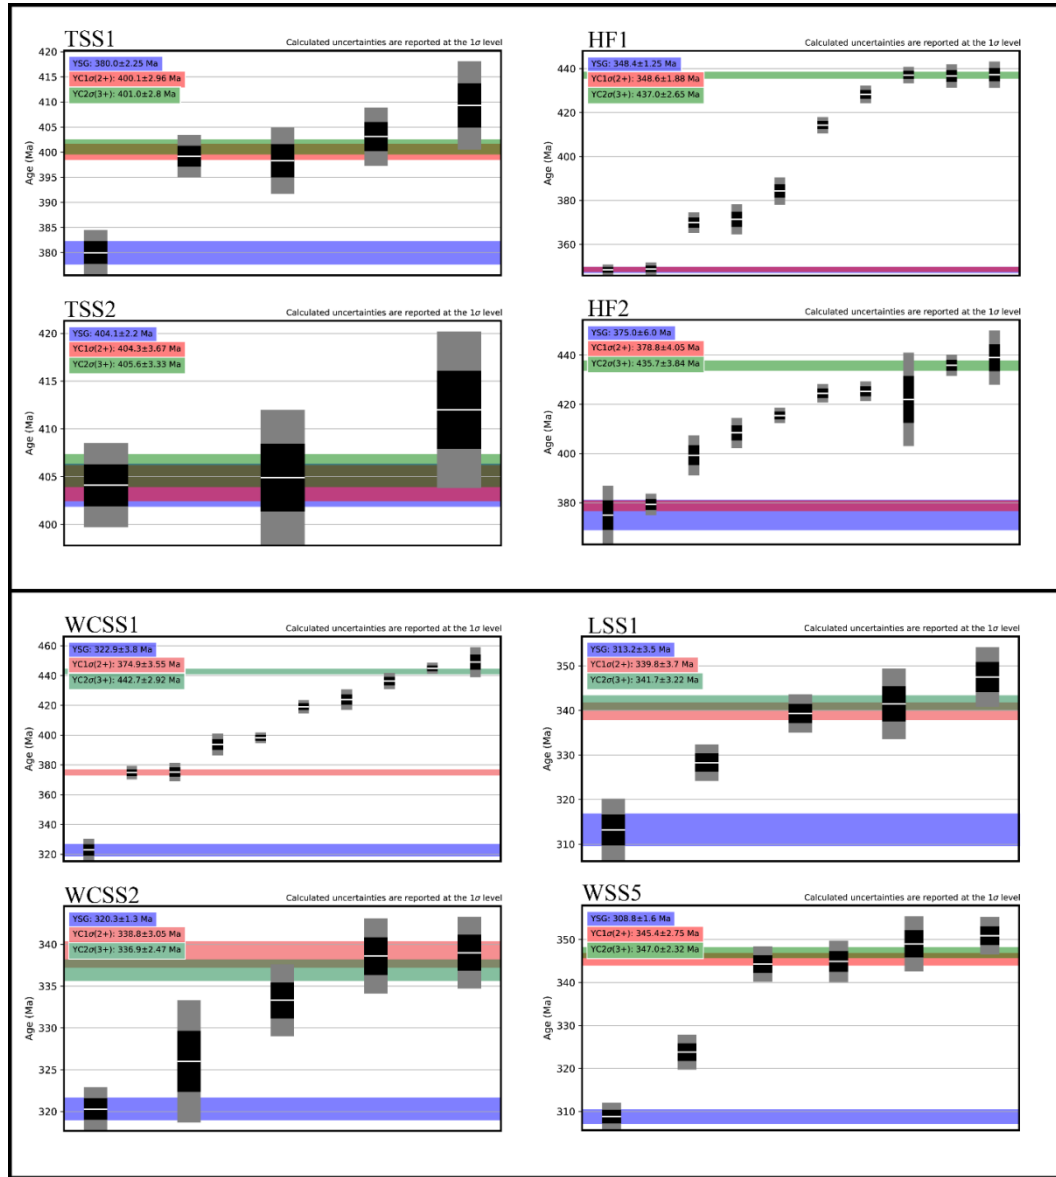 TSS1
Calculated uncertainties are reported at the 1σ level
YSG: 380.0±2.25 Ma
YC1σ(2+): 400.1±2.96 Ma
YC2σ(3+): 401.0±2.8 Ma
Age (Ma)
420
415
410
405
400
395
390
385
380
HF1
Calculated uncertainties are reported at the 1σ level
YSG: 348.4±1.25 Ma
YC1σ(2+): 348.6±1.88 Ma
YC2σ(3+): 437.0±2.65 Ma
Age (Ma)
440
420
400
380
360
TSS2
Calculated uncertainties are reported at the 1σ level
YSG: 404.1±2.2 Ma
YC1σ(2+): 404.3±3.67 Ma
YC2σ(3+): 405.6±3.33 Ma
Age (Ma)
420
415
410
405
400
HF2
Calculated uncertainties are reported at the 1σ level
YSG: 375.0±6.0 Ma
YC1σ(2+): 378.8±4.05 Ma
YC2σ(3+): 435.7±3.84 Ma
Age (Ma)
440
420
400
380
WCSS1
Calculated uncertainties are reported at the 1σ level
YSG: 322.9±3.8 Ma
YC1σ(2+): 374.9±3.55 Ma
YC2σ(3+): 442.7±2.92 Ma
Age (Ma)
460
440
420
400
380
360
340
320
LSS1
Calculated uncertainties are reported at the 1σ level
YSG: 313.2±3.5 Ma
YC1σ(2+): 339.8±3.7 Ma
YC2σ(3+): 341.7±3.22 Ma
Age (Ma)
350
340
330
320
310
WCSS2
Calculated uncertainties are reported at the 1σ level
YSG: 320.3±1.3 Ma
YC1σ(2+): 338.8±3.05 Ma
YC2σ(3+): 336.9±2.47 Ma
Age (Ma)
340
335
330
325
320
WSS5
Calculated uncertainties are reported at the 1σ level
YSG: 308.8±1.6 Ma
YC1σ(2+): 345.4±2.75 Ma
YC2σ(3+): 347.0±2.32 Ma
Age (Ma)
350
340
330
320
310